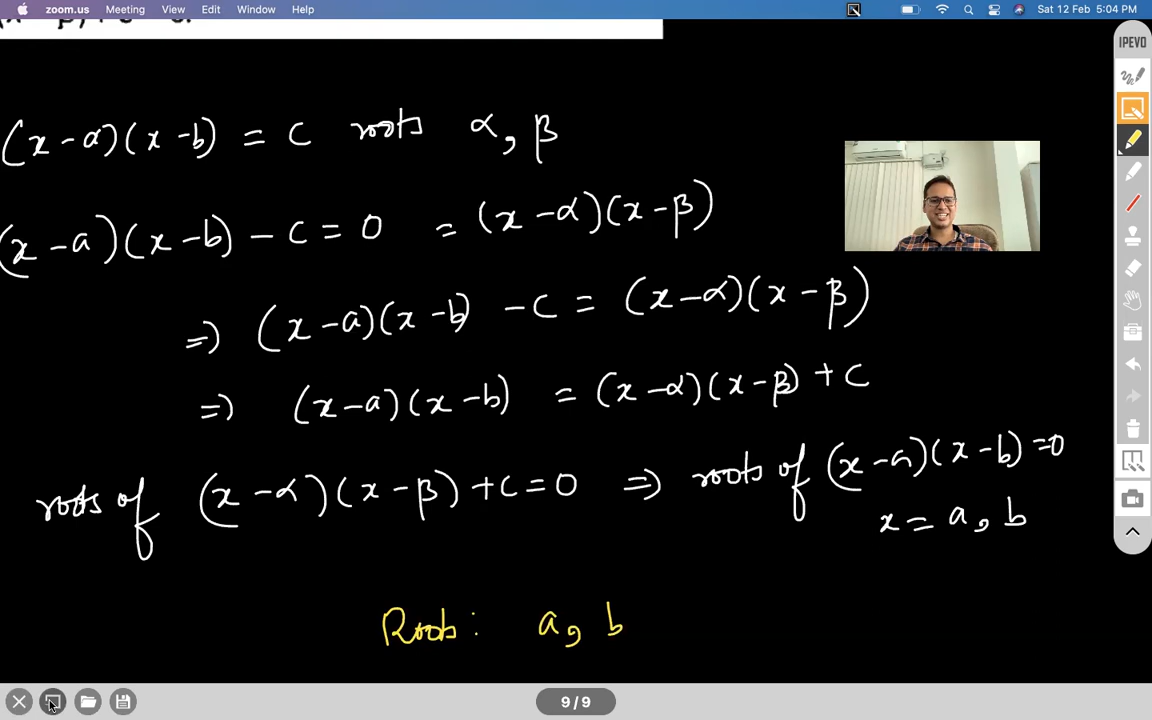 zoom.us Meeting View Edit Window Help Sat 12 Feb 5:04 PM
IPEVO
(x-a)(x-b) = c roots α, β
(x-a)(x-b) - c = 0 = (x-α)(x-β)
=) (x-a)(x-b) - c = (x-α)(x-β)
=) (x-a)(x-b) = (x-α)(x-β) + c
roots of (x-α)(x-β) + c = 0 =) roots of (x-a)(x-b) = 0
x = a, b
Roots: a, b
9/9